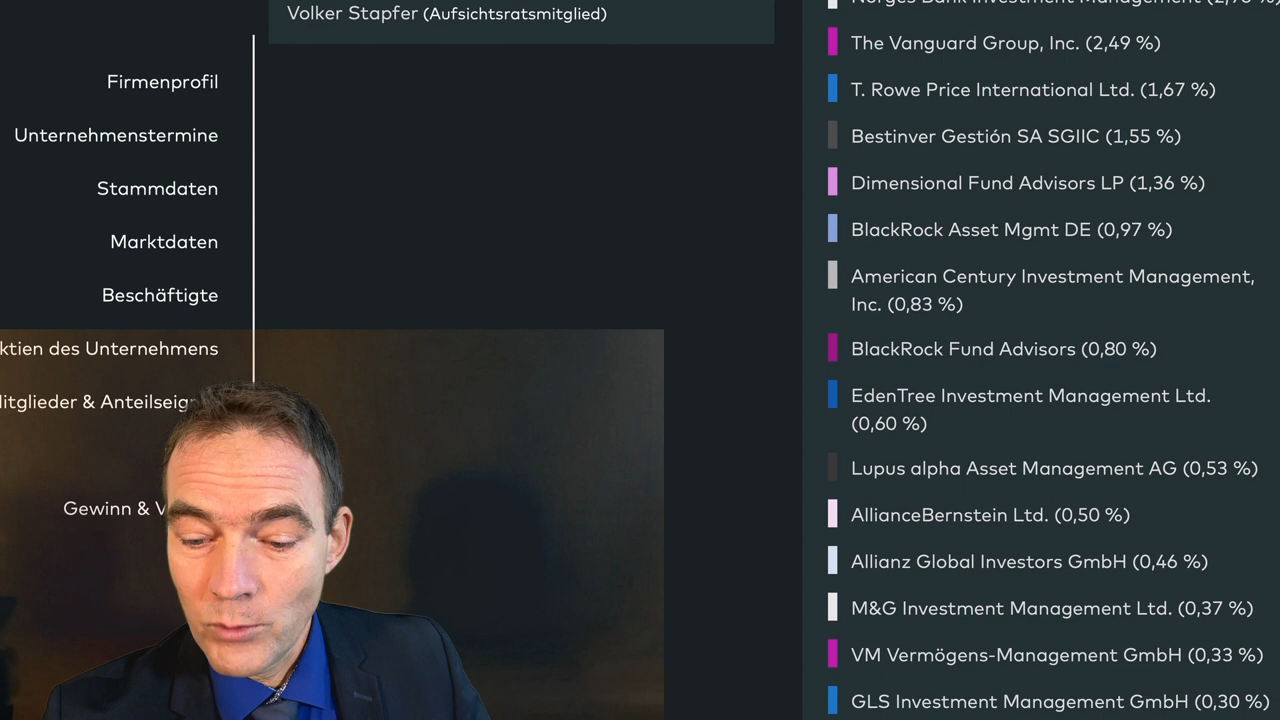 Volker Stapfer (Aufsichtsratsmitglied)
Firmenprofil
Unternehmenstermine
Stammdaten
Marktdaten
Beschäftigte
ktien des Unternehmens
itglieder & Anteilseig
Gewinn & V
Norges Bank Investment Management
The Vanguard Group, Inc. (2,49 %)
T. Rowe Price International Ltd. (1,67 %)
Bestinver Gestión SA SGIIC (1,55 %)
Dimensional Fund Advisors LP (1,36 %)
BlackRock Asset Mgmt DE (0,97 %)
American Century Investment Management,
Inc. (0,83 %)
BlackRock Fund Advisors (0,80 %)
EdenTree Investment Management Ltd.
(0,60 %)
Lupus alpha Asset Management AG (0,53 %)
AllianceBernstein Ltd. (0,50 %)
Allianz Global Investors GmbH (0,46 %)
M&G Investment Management Ltd. (0,37 %)
VM Vermögens-Management GmbH (0,33 %)
GLS Investment Management GmbH (0,30 %)